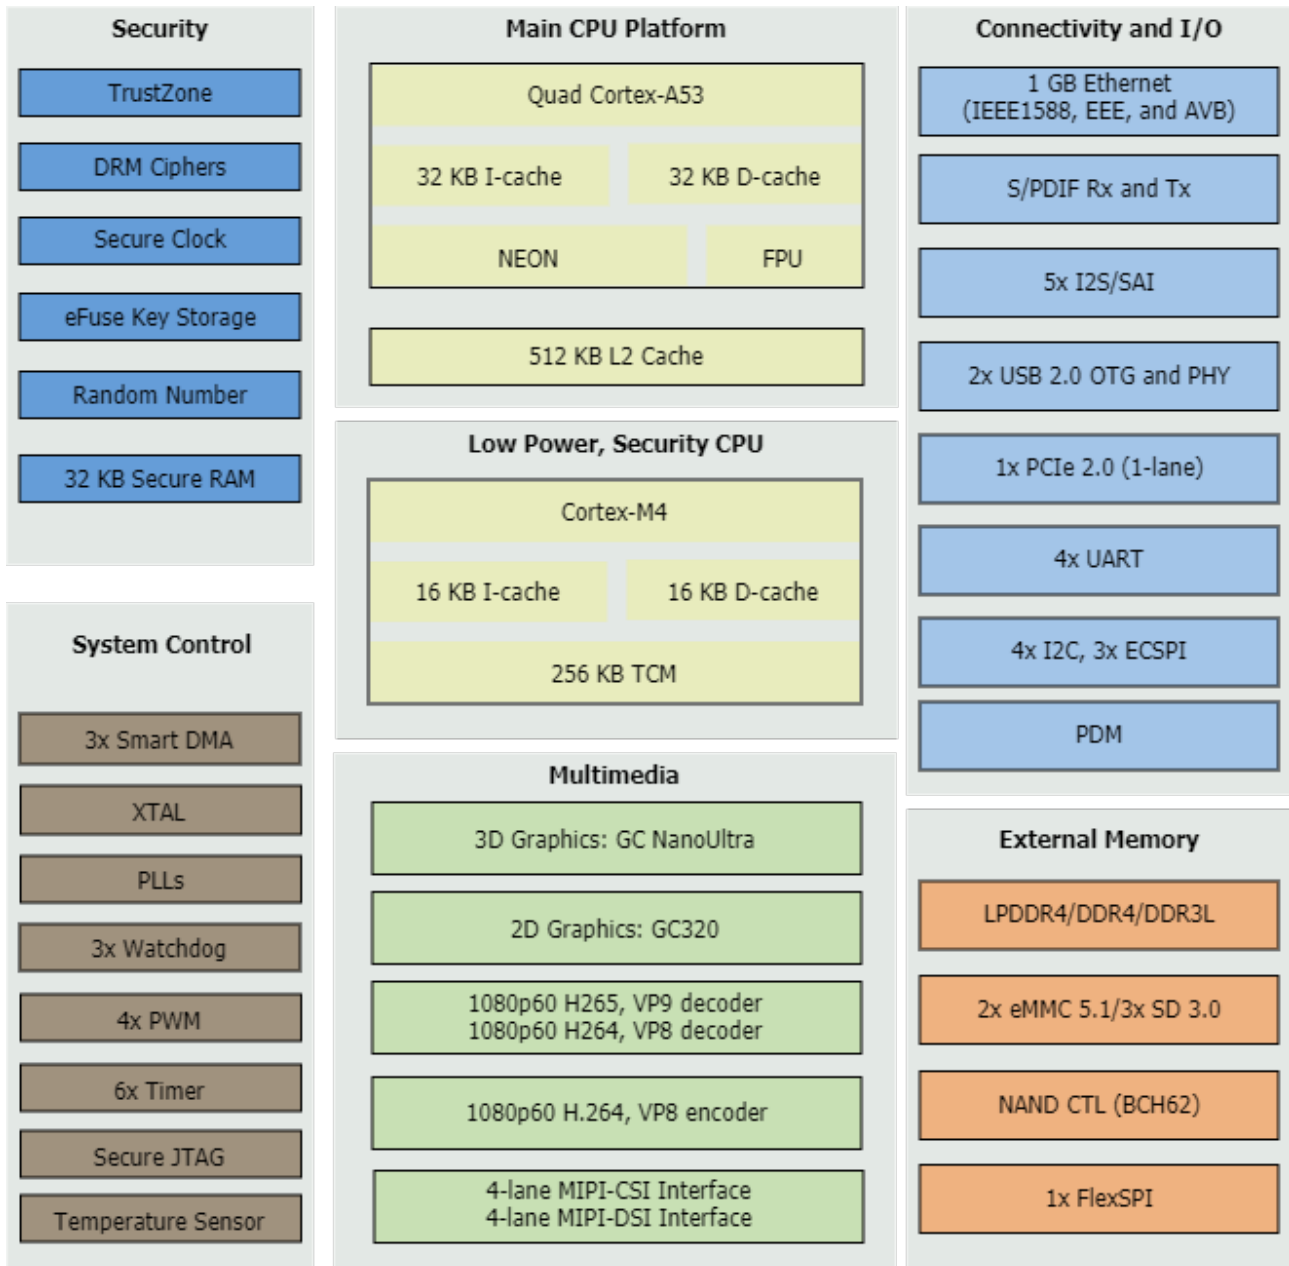 Security
TrustZone
DRM Ciphers
Secure Clock
eFuse Key Storage
Random Number
32 KB Secure RAM
System Control
3x Smart DMA
XTAL
PLLs
3x Watchdog
4x PWM
6x Timer
Secure JTAG
Temperature Sensor
Main CPU Platform
Quad Cortex-A53
32 KB I-cache
32 KB D-cache
NEON
FPU
512 KB L2 Cache
Low Power, Security CPU
Cortex-M4
16 KB I-cache
16 KB D-cache
256 KB TCM
Multimedia
3D Graphics: GC NanoUltra
2D Graphics: GC320
1080p60 H265, VP9 decoder
1080p60 H264, VP8 decoder
1080p60 H.264, VP8 encoder
4-lane MIPI-CSI Interface
4-lane MIPI-DSI Interface
Connectivity and I/O
1 GB Ethernet
(IEEE1588, EEE, and AVB)
S/PDIF Rx and Tx
5x I2S/SAI
2x USB 2.0 OTG and PHY
1x PCIe 2.0 (1-lane)
4x UART
4x I2C, 3x ECSPI
PDM
External Memory
LPDDR4/DDR4/DDR3L
2x eMMC 5.1/3x SD 3.0
NAND CTL (BCH62)
1x FlexSPI